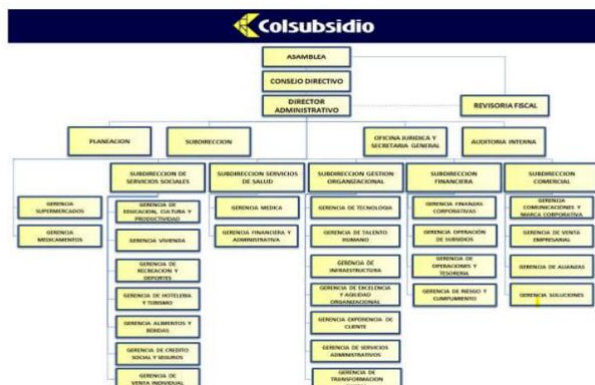 Colsubsidio
ASAMBLEA
CONSEJO DIRECTIVO
DIRECTOR
ADMINISTRATIVO
REVISORIA FISCAL
PLANEACION
SUBDIRECCION
OFICINA JURIDICA Y
SECRETARIA GENERAL
AUDITORIA INTERNA
SUBDIRECCION DE
SERVICIOS SOCIALES
SUBDIRECCION SERVICIOS
DE SALUD
SUBDIRECCION GESTION
ORGANIZACIONAL
SUBDIRECCION
FINANCIERA
SUBDIRECCION
COMERCIAL
GERENCIA
SUPERMERCADOS
GERENCIA
MEDICAMENTOS
GERENCIA DE
EDUCACION, CULTURA Y
PRODUCTIVIDAD
GERENCIA VIVIENDA
GERENCIA DE
RECREACION Y
DEPORTES
GERENCIA DE HOTELERIA
Y TURISMO
GERENCIA ALIMENTOS Y
BEBIDAS
GERENCIA DE CREDITO
SOCIAL Y SEGUROS
GERENCIA DE
VENTA INDIVIDUAL
GERENCIA MEDICA
GERENCIA FINANCIERA Y
ADMINISTRATIVA
GERENCIA DE TECNOLOGIA
GERENCIA DE TALENTO
HUMANO
GERENCIA DE
INFRAESTRUCTURA
GERENCIA DE EXCELENCIA
Y AGILIDAD
ORGANIZACIONAL
GERENCIA EXPERIENCIA DE
CLIENTE
GERENCIA DE SERVICIOS
ADMINISTRATIVOS
GERENCIA DE
TRANSFORMACION
GERENCIA FINANZAS
CORPORATIVAS
GERENCIA OPERACIÓN
DE SUBSIDIOS
GERENCIA DE
OPERACIONES Y
TESORERIA
GERENCIA DE RIESGO Y
CUMPLIMIENTO
GERENCIA
COMUNICACIONES Y
MARCA CORPORATIVA
GERENCIA DE VENTA
EMPRESARIAL
GERENCIA DE ALIANZAS
GERENCIA SOLUCIONES